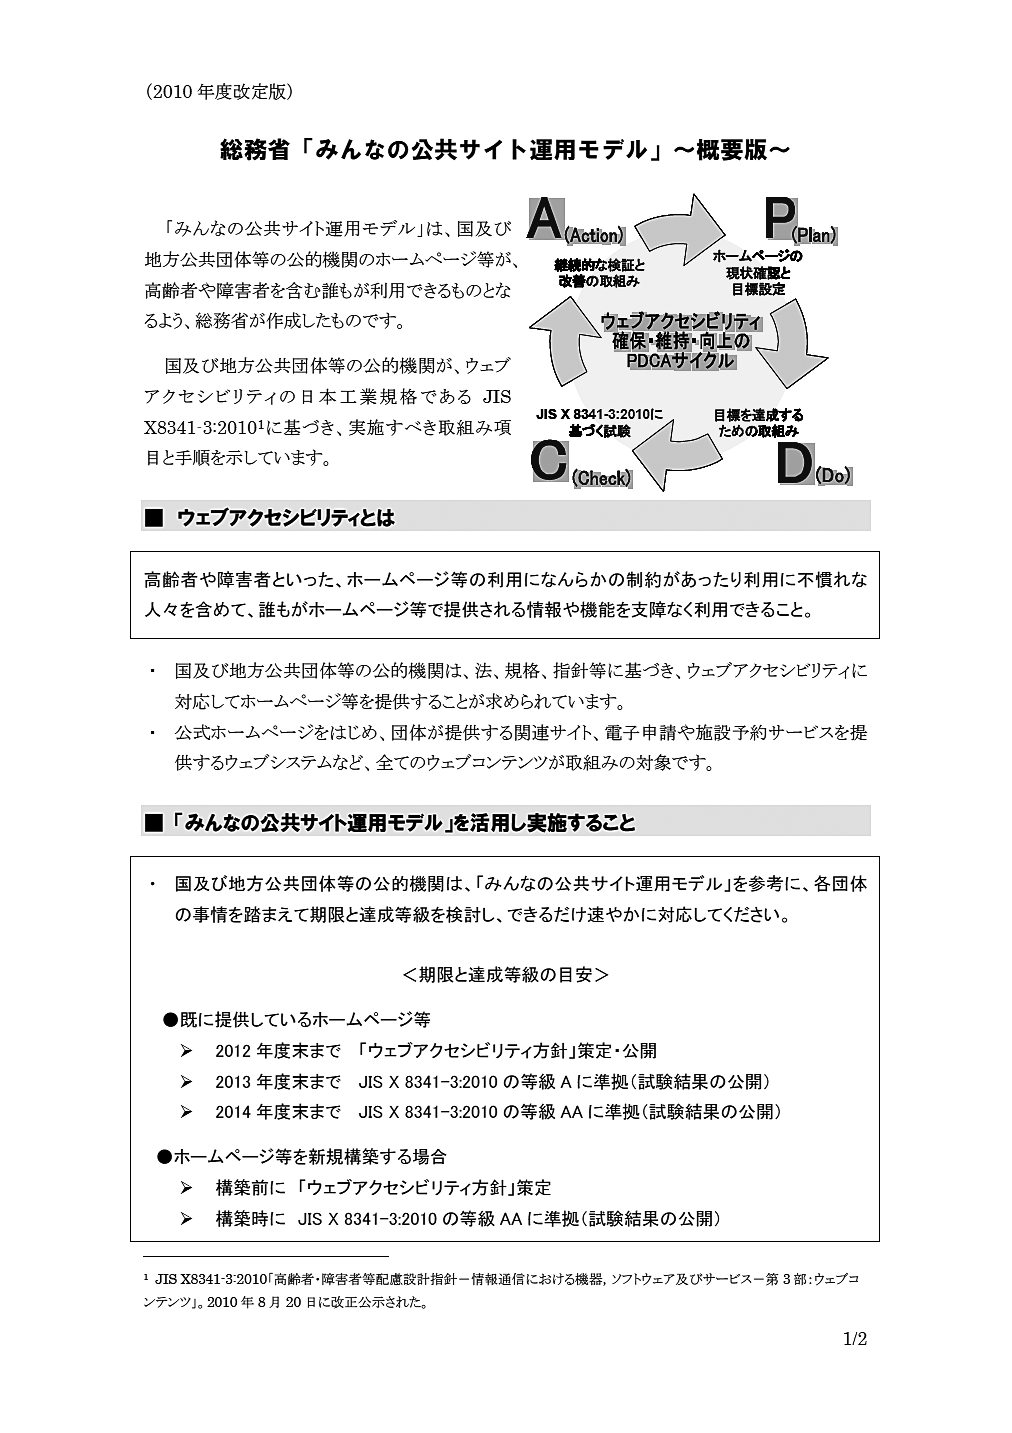 （2010 年度改定版）
総務省「みんなの公共サイト運用モデル」～概要版～
「みんなの公共サイト運用モデル」は、国及び
地方公共団体等の公的機関のホームページ等が、
高齢者や障害者を含む誰もが利用できるものとな
るよう、総務省が作成したものです。
国及び地方公共団体等の公的機関が、ウェブ
アクセシビリティの日本工業規格である JIS
X8341-3:2010¹に基づき、実施すべき取組み項
目と手順を示しています。
A(Action)
継続的な検証と
改善の取組み
P(Plan)
ホームページの
現状確認と
目標設定
ウェブアクセシビリティ
確保・維持・向上の
PDCAサイクル
JIS X 8341-3:2010に
基づく試験
C(Check)
目標を達成する
ための取組み
D(Do)
■ ウェブアクセシビリティとは
高齢者や障害者といった、ホームページ等の利用になんらかの制約があったり利用に不慣れな
人々を含めて、誰もがホームページ等で提供される情報や機能を支障なく利用できること。
・ 国及び地方公共団体等の公的機関は、法、規格、指針等に基づき、ウェブアクセシビリティに
対応してホームページ等を提供することが求められています。
・ 公式ホームページをはじめ、団体が提供する関連サイト、電子申請や施設予約サービスを提
供するウェブシステムなど、全てのウェブコンテンツが取組みの対象です。
■「みんなの公共サイト運用モデル」を活用し実施すること
・ 国及び地方公共団体等の公的機関は、「みんなの公共サイト運用モデル」を参考に、各団体
の事情を踏まえて期限と達成等級を検討し、できるだけ速やかに対応してください。
＜期限と達成等級の目安＞
●既に提供しているホームページ等
➢ 2012 年度末まで 「ウェブアクセシビリティ方針」策定・公開
➢ 2013 年度末まで JIS X 8341-3:2010 の等級 A に準拠（試験結果の公開）
➢ 2014 年度末まで JIS X 8341-3:2010 の等級 AA に準拠（試験結果の公開）
●ホームページ等を新規構築する場合
➢ 構築前に 「ウェブアクセシビリティ方針」策定
➢ 構築時に JIS X 8341-3:2010 の等級 AA に準拠（試験結果の公開）
¹ JIS X8341-3:2010「高齢者・障害者等配慮設計指針－情報通信における機器, ソフトウェア及びサービス－第 3 部：ウェブコ
ンテンツ」。2010 年 8 月 20 日に改正公示された。
1/2